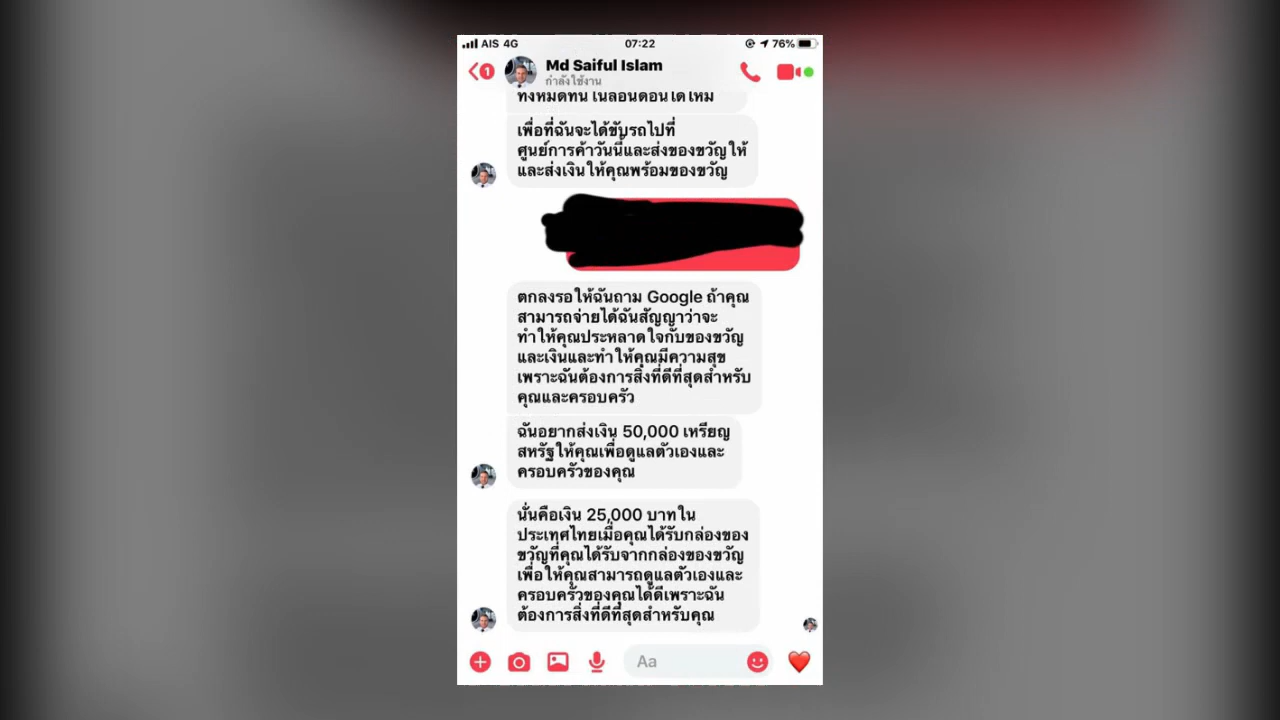 AIS 4G
07:22
76%
1
Md Saiful Islam
กำลังใช้งาน
เพื่อที่ฉันจะได้ขับรถไปที่
ศูนย์การค้าวันนี้และส่งของขวัญให้
และส่งเงินให้คุณพร้อมของขวัญ
ตกลงรอให้ฉันถาม Google ถ้าคุณ
สามารถจ่ายได้ฉันสัญญาว่าจะ
ทำให้คุณประหลาดใจกับของขวัญ
และเงินและทำให้คุณมีความสุข
เพราะฉันต้องการสิ่งที่ดีที่สุดสำหรับ
คุณและครอบครัว
ฉันอยากส่งเงิน 50,000 เหรียญ
สหรัฐให้คุณเพื่อดูแลตัวเองและ
ครอบครัวของคุณ
นั่นคือเงิน 25,000 บาทใน
ประเทศไทยเมื่อคุณได้รับกล่องของ
ขวัญที่คุณได้รับจากกล่องของขวัญ
เพื่อให้คุณสามารถดูแลตัวเองและ
ครอบครัวของคุณได้ดีเพราะฉัน
ต้องการสิ่งที่ดีที่สุดสำหรับคุณ
Aa